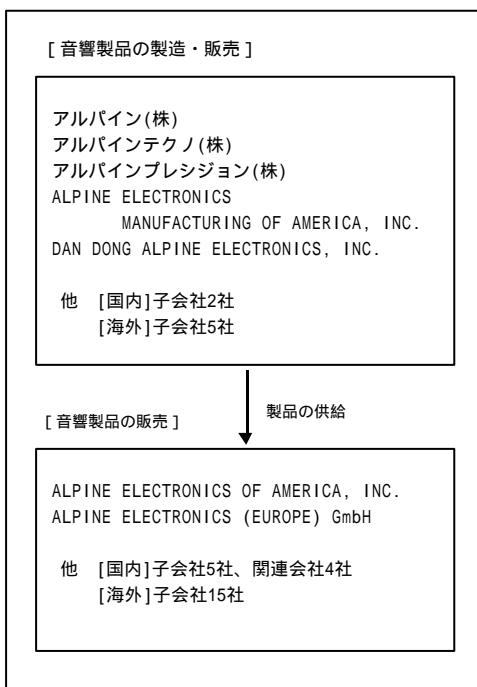 [ 音響製品の製造・販売 ]
アルパイン(株)
アルパインテクノ(株)
アルパインプレシジョン(株)
ALPINE ELECTRONICS
MANUFACTURING OF AMERICA, INC.
DAN DONG ALPINE ELECTRONICS, INC.
他 [国内]子会社2社
[海外]子会社5社
製品の供給
[ 音響製品の販売 ]
ALPINE ELECTRONICS OF AMERICA, INC.
ALPINE ELECTRONICS (EUROPE) GmbH
他 [国内]子会社5社、関連会社4社
[海外]子会社15社